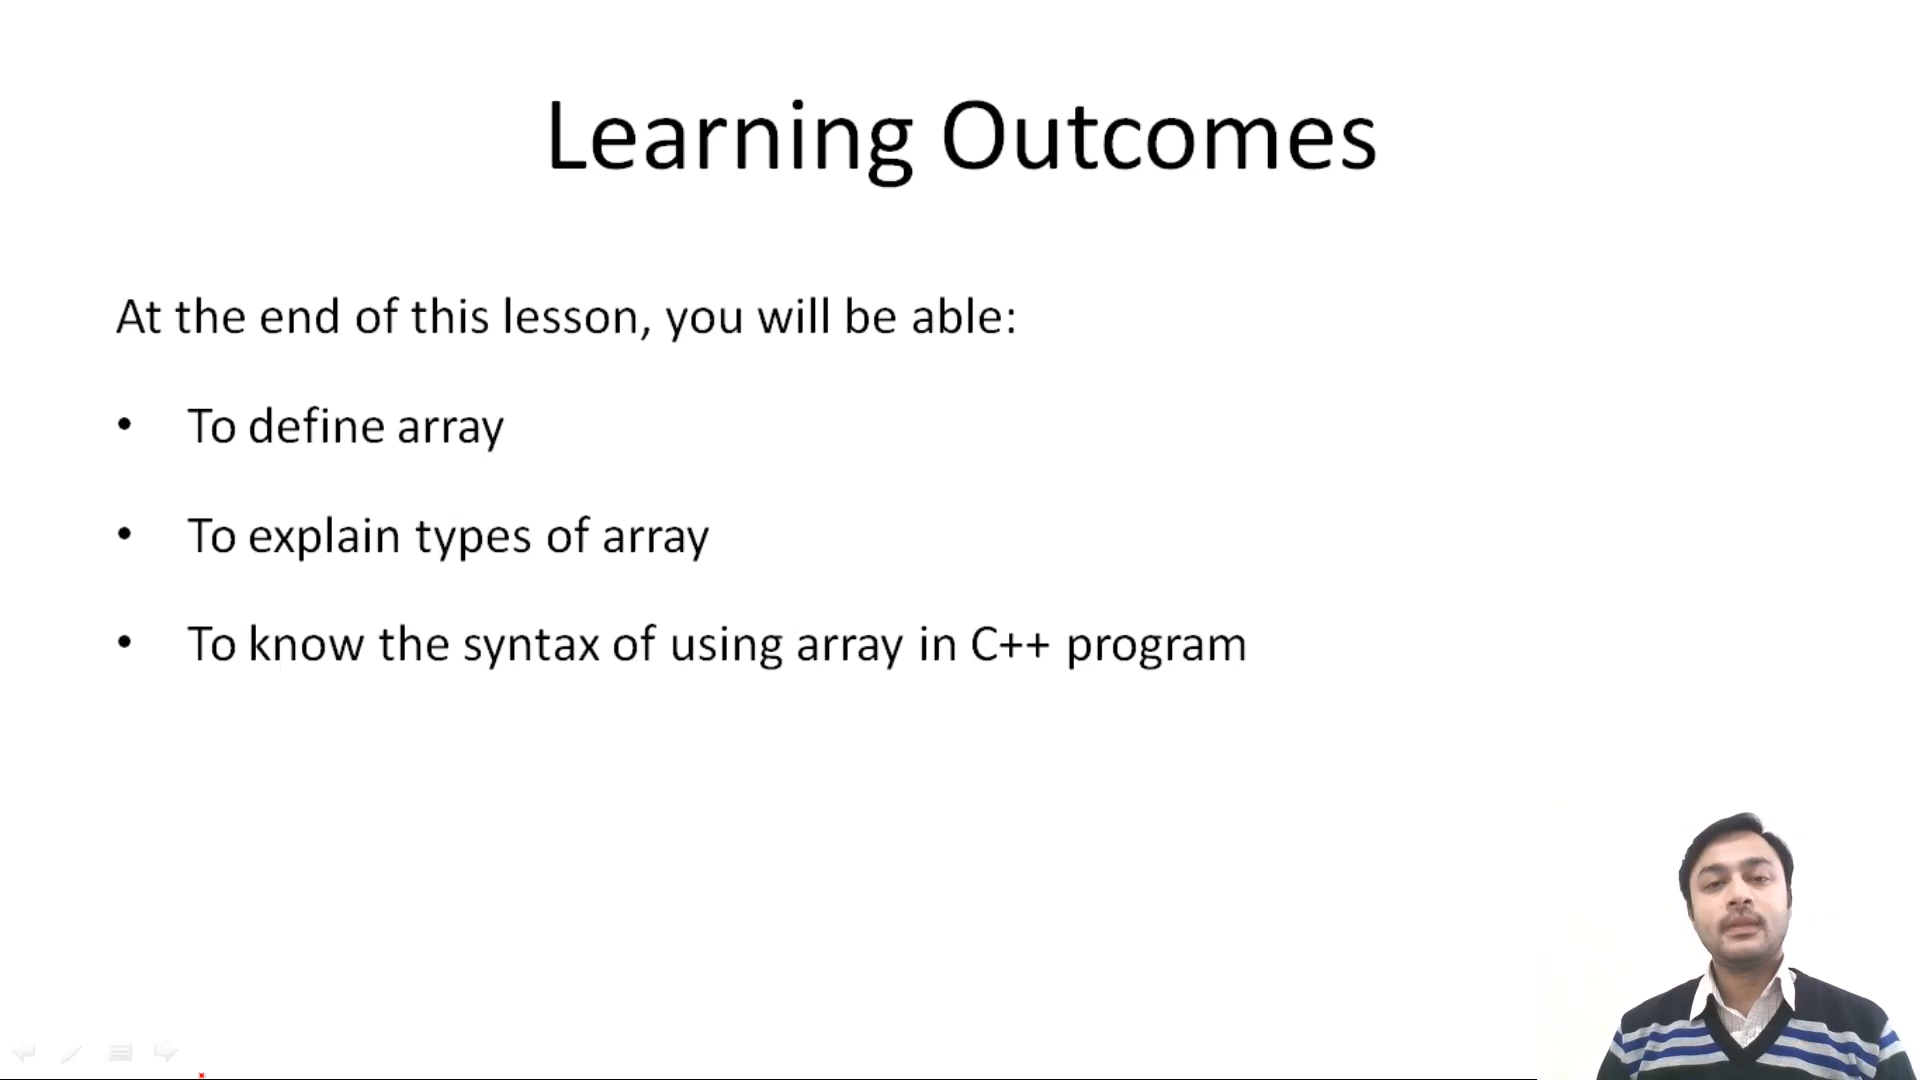 Learning Outcomes
At the end of this lesson, you will be able:
• To define array
• To explain types of array
• To know the syntax of using array in C++ program